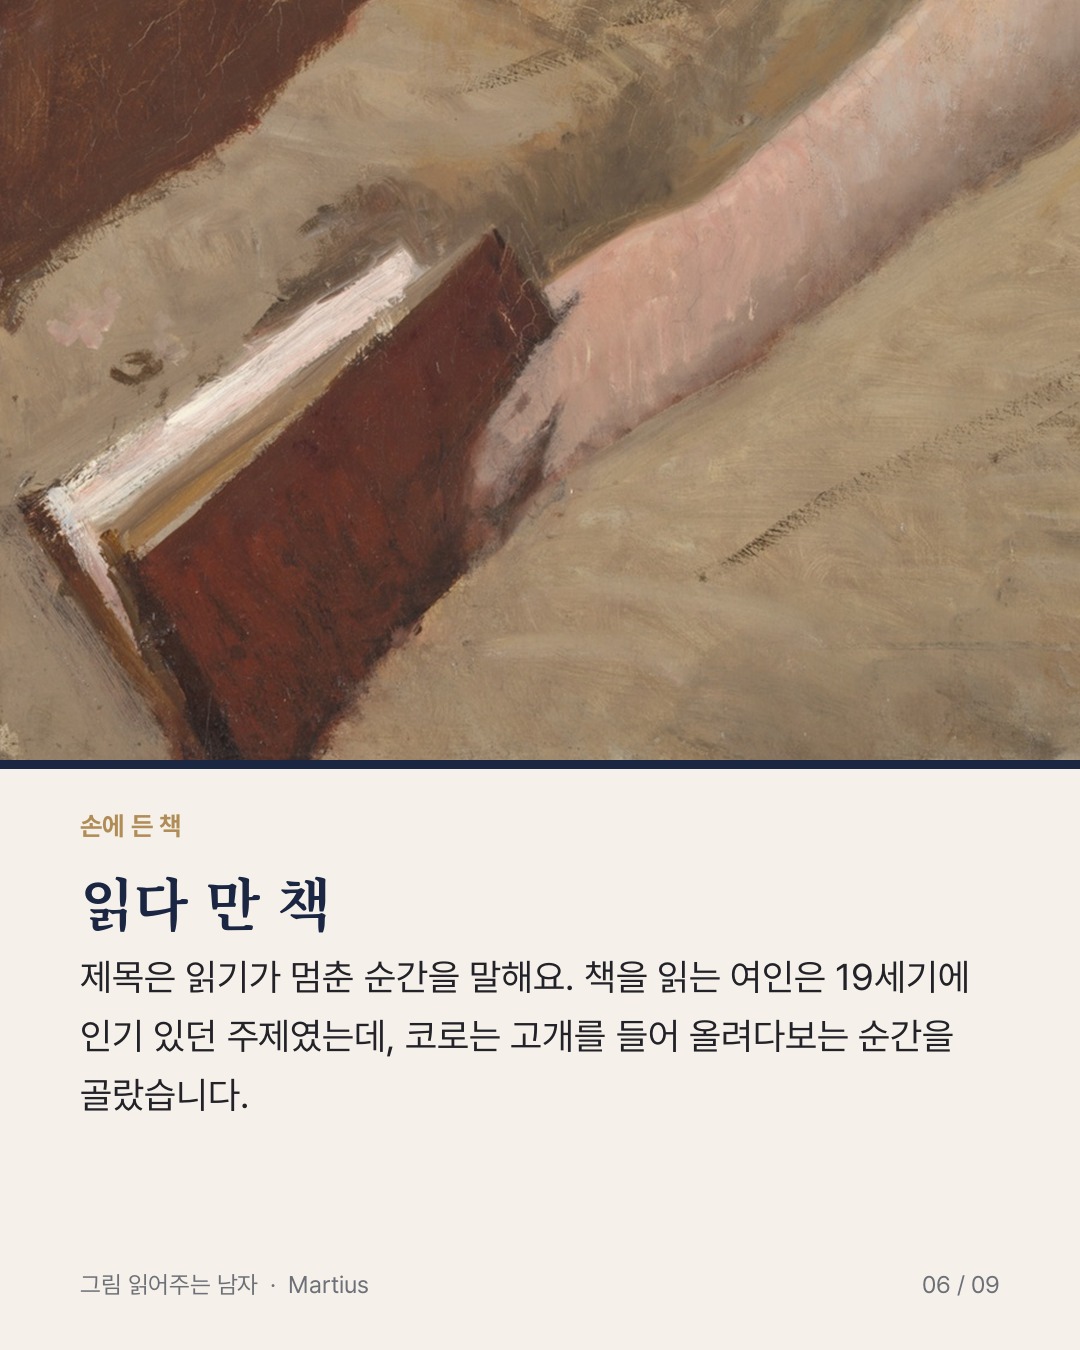 손에 든 책
읽다 만 책
제목은 읽기가 멈춘 순간을 말해요. 책을 읽는 여인은 19세기에
인기 있던 주제였는데, 코로는 고개를 들어 올려다보는 순간을
골랐습니다.
그림 읽어주는 남자 · Martius
06 / 09